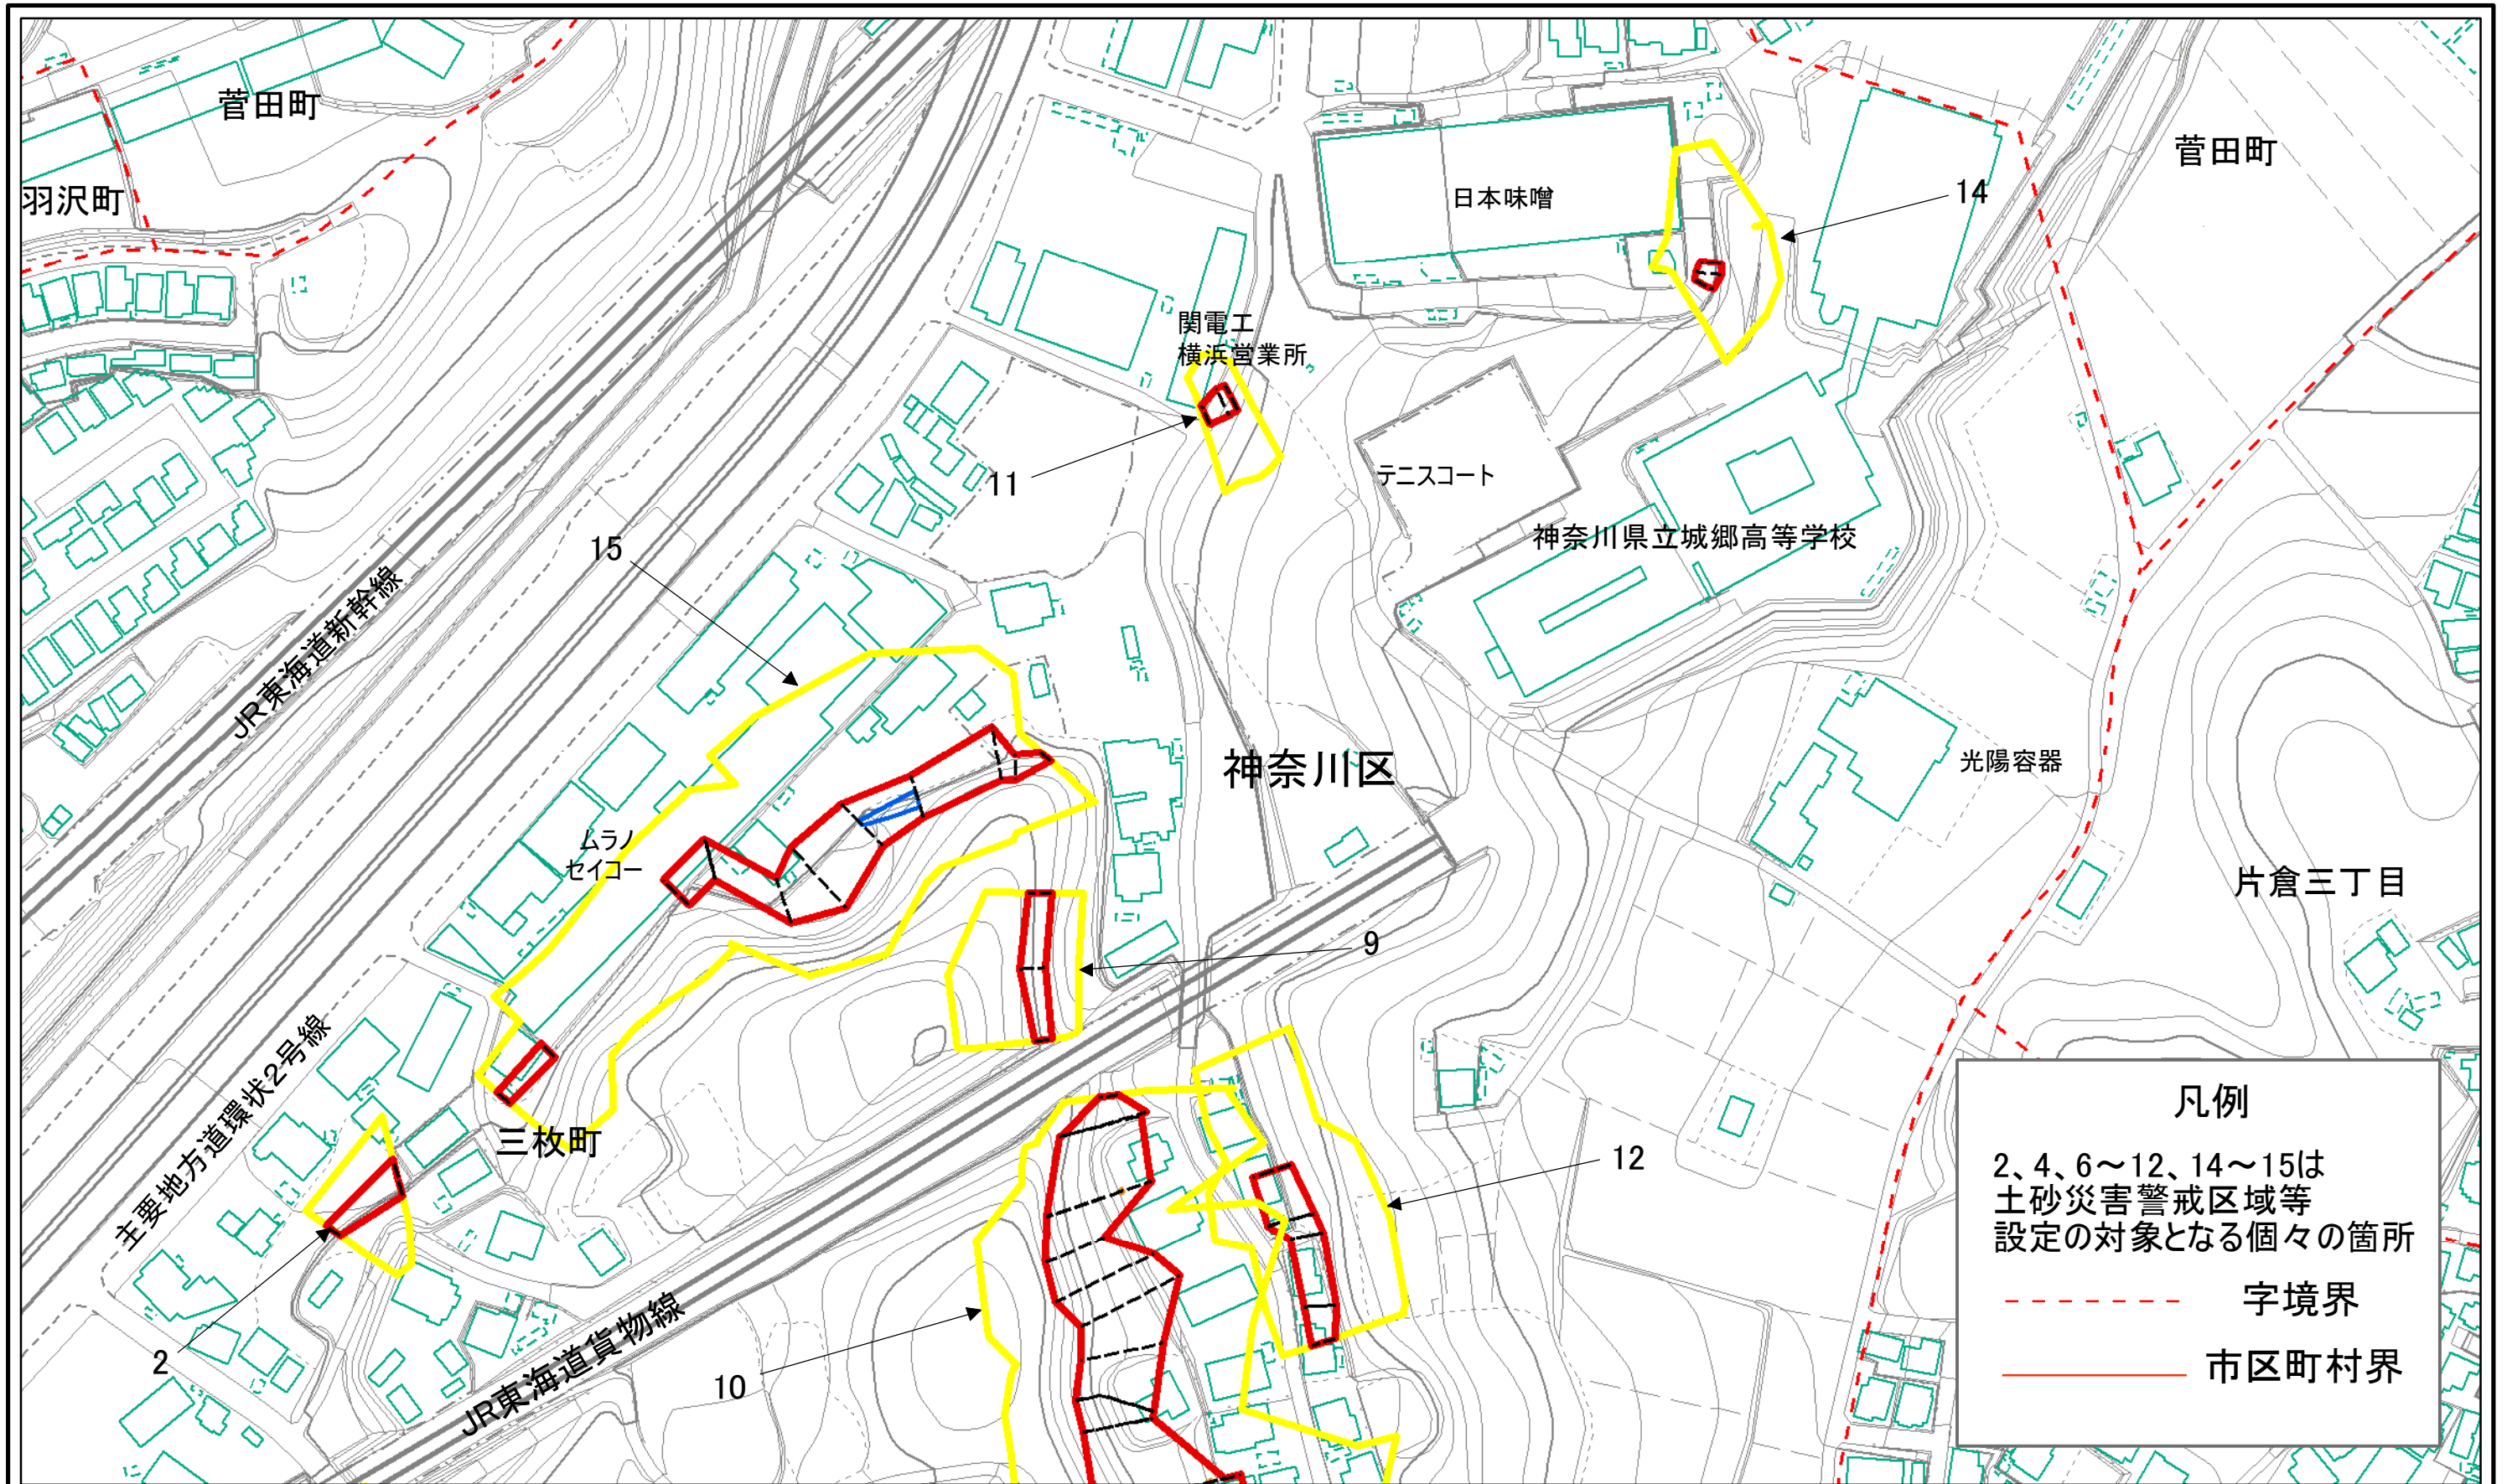 菅田町
菅田町
羽沢町
日本味噌
14
関電工
横浜営業所
テニスコート
11
神奈川県立城郷高等学校
15
JR東海道新幹線
神奈川区
光陽容器
ムラノ
セイコー
片倉三丁目
9
主要地方道環状2号線
三枚町
12
2
10
JR東海道貨物線
凡例
2、4、6～12、14～15は
土砂災害警戒区域等
設定の対象となる個々の箇所
字境界
市区町村界